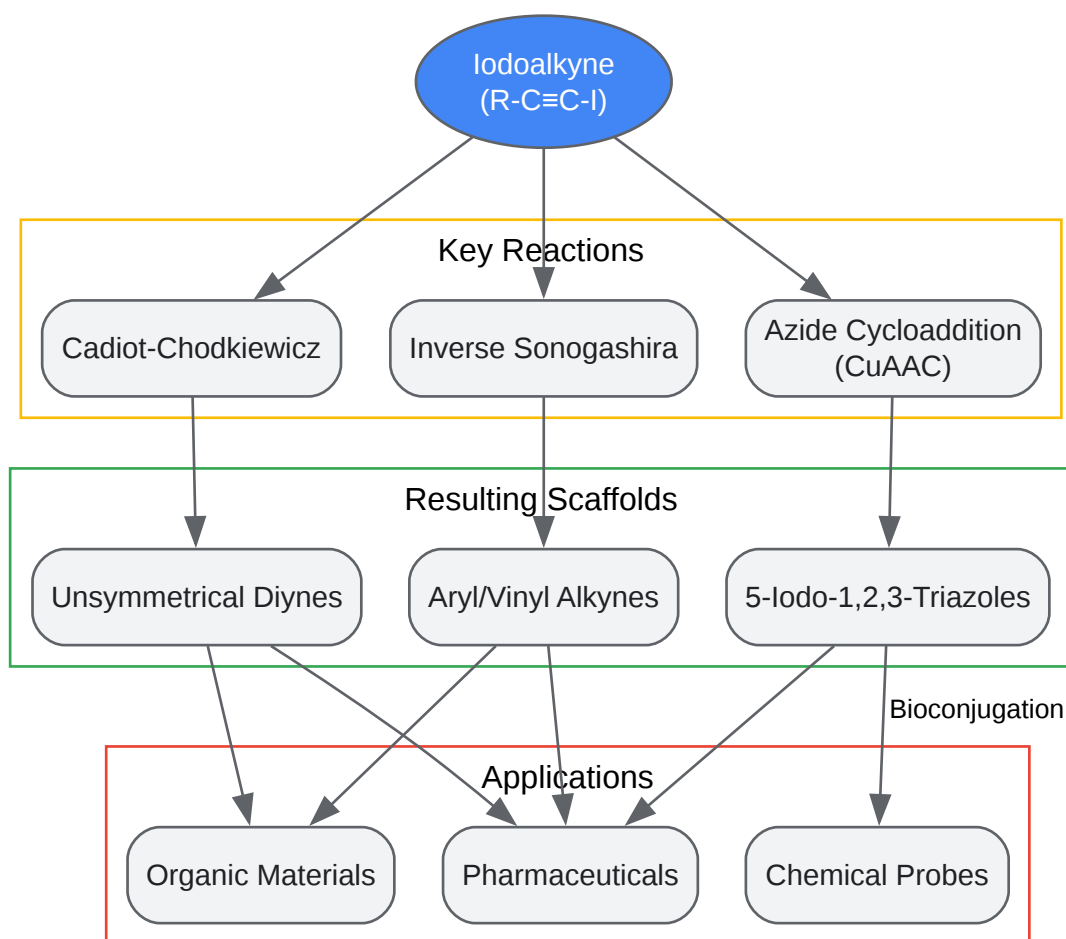 Iodoalkyne
(R-C≡C-I)
Key Reactions
Cadiot-Chodkiewicz
Inverse Sonogashira
Azide Cycloaddition
(CuAAC)
Resulting Scaffolds
Unsymmetrical Diynes
Aryl/Vinyl Alkynes
5-Iodo-1,2,3-Triazoles
Bioconjugation
Applications
Organic Materials
Pharmaceuticals
Chemical Probes